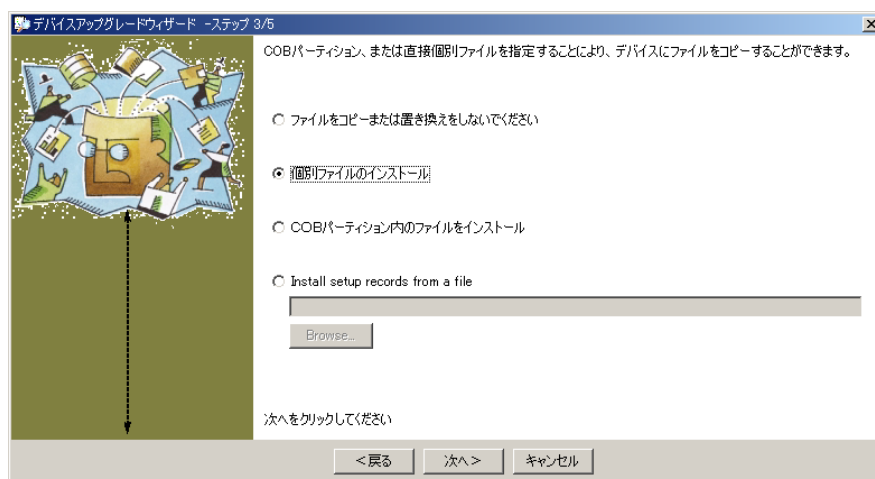 デバイスアップグレードウィザード -ステップ 3/5
COBパーティション、または直接個別ファイルを指定することにより、デバイスにファイルをコピーすることができます。
ファイルをコピーまたは置き換えをしないでください
個別ファイルのインストール
COBパーティション内のファイルをインストール
Install setup records from a file
Browse...
次へをクリックしてください
<戻る
次へ>
キャンセル